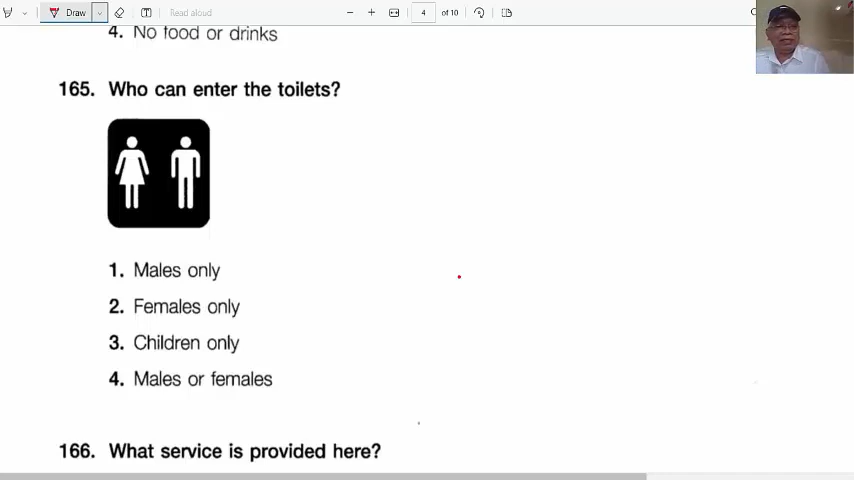 Draw
Read aloud
4 of 10
4. No food or drinks
165. Who can enter the toilets?
1. Males only
2. Females only
3. Children only
4. Males or females
166. What service is provided here?